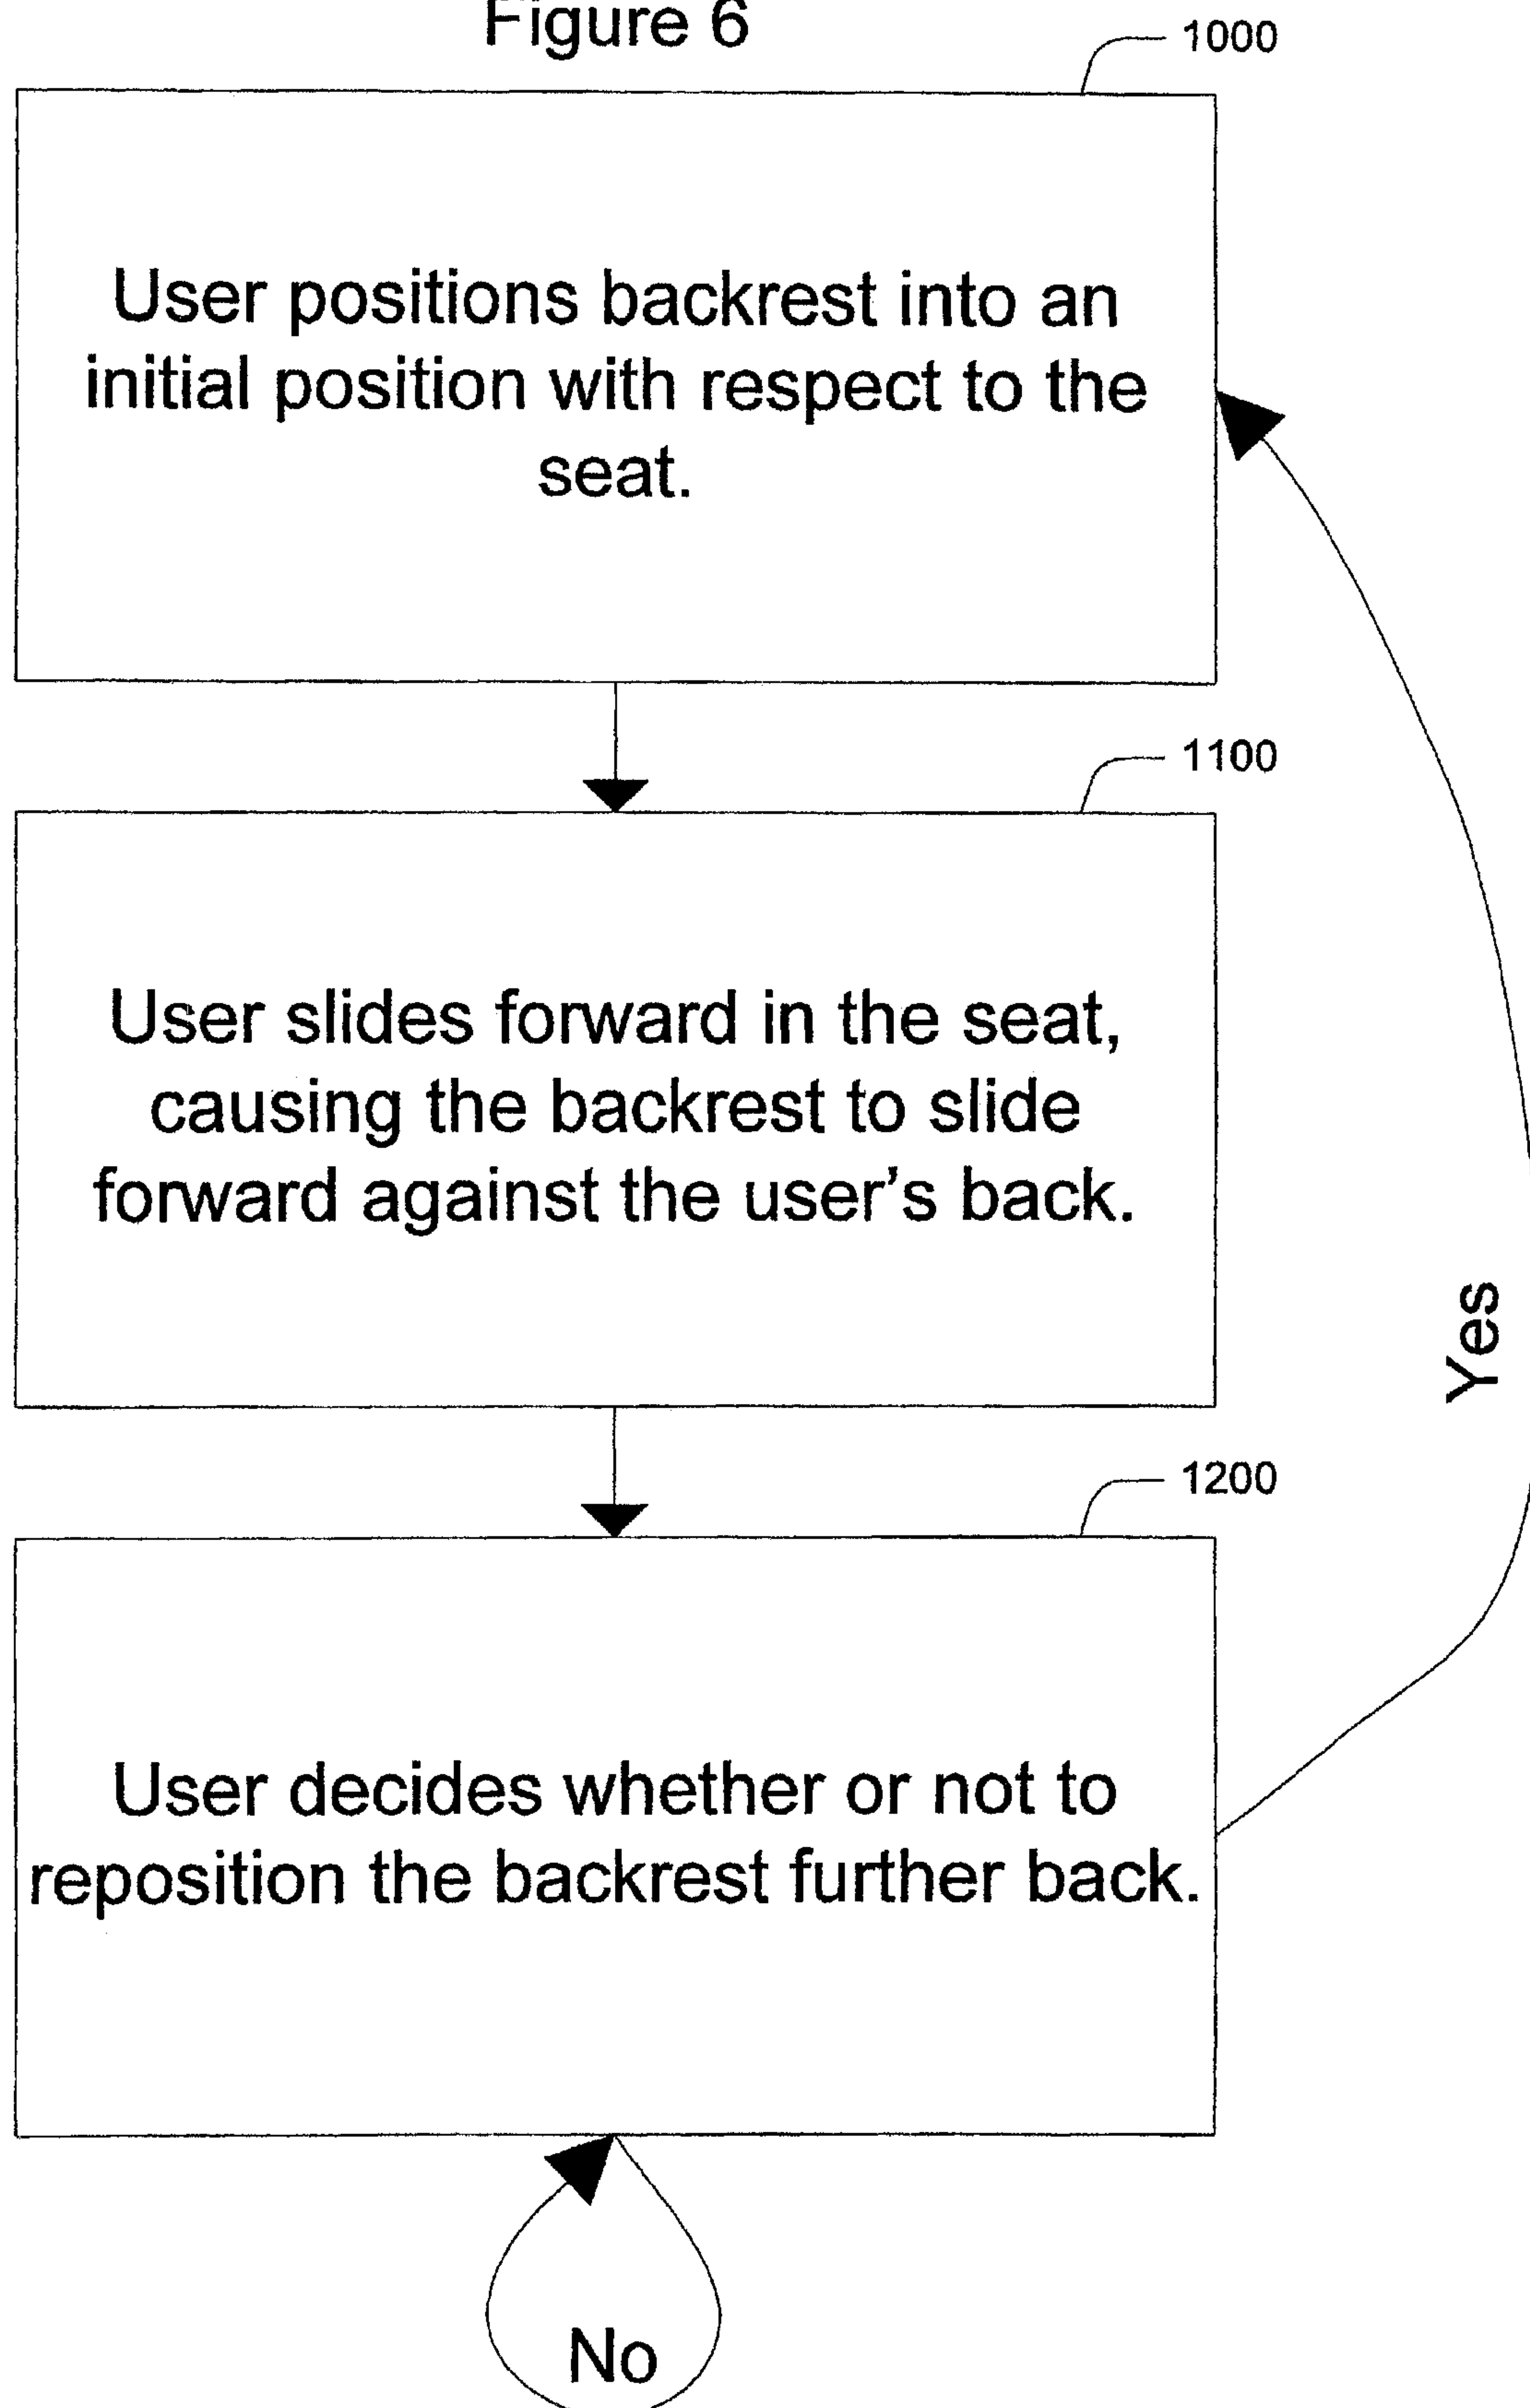 Figure 6
1000
User positions backrest into an
initial position with respect to the
seat.
1100
User slides forward in the seat,
causing the backrest to slide
forward against the user's back.
Yes
1200
User decides whether or not to
reposition the backrest further back.
No